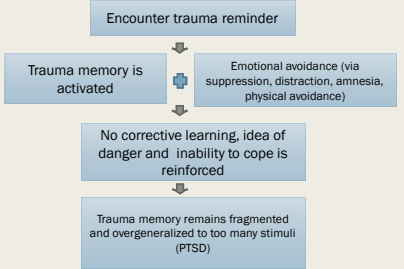 Encounter trauma reminder
Trauma memory is
activated
Emotional avoidance (via
suppression, distraction, amnesia,
physical avoidance)
No corrective learning, idea of
danger and inability to cope is
reinforced
Trauma memory remains fragmented
and overgeneralized to too many stimuli
(PTSD)